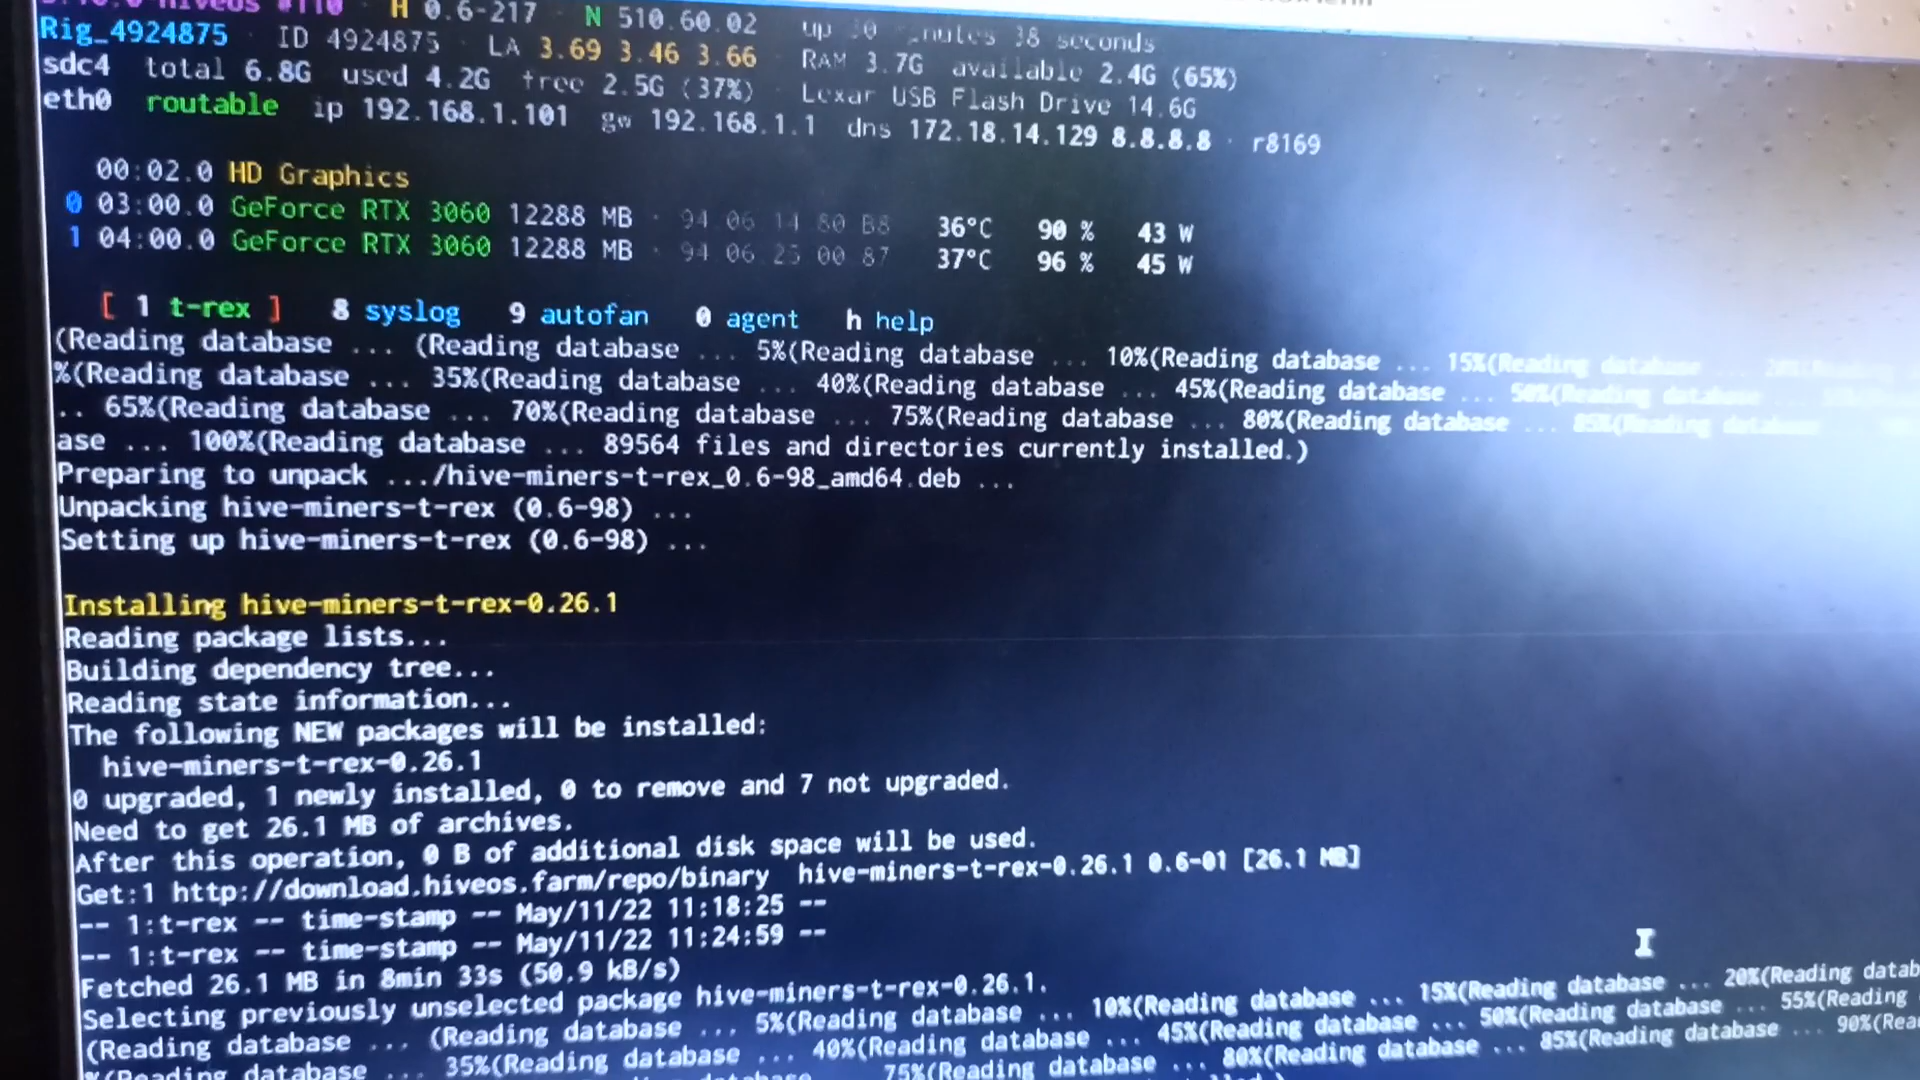 hiveos #110 H 0.6-217 N 510.60.02 up 38 seconds
Rig_4924875 · ID 4924875 · LA 3.69 3.46 3.66 RAM 3.7G available 2.4G (65%)
sdc4 total 6.8G used 4.2G free 2.5G (37%) · Lexar USB Flash Drive 14.6G
eth0 routable ip 192.168.1.101 gw 192.168.1.1 dns 172.18.14.129 8.8.8.8 · r8169
00:02.0 HD Graphics
0 03:00.0 GeForce RTX 3060 12288 MB · 94 06 14 80 B8 36°C 90 % 43 W
1 04:00.0 GeForce RTX 3060 12288 MB · 94 06 25 00 87 37°C 96 % 45 W
[ 1 t-rex ] 8 syslog 9 autofan 0 agent h help
(Reading database ... (Reading database ... 5%(Reading database ... 10%(Reading database ... 15%(Reading database ...
%(Reading database ... 35%(Reading database ... 40%(Reading database ... 45%(Reading database ... 50%(Reading database
.. 65%(Reading database ... 70%(Reading database ... 75%(Reading database ... 80%(Reading database ... 85%(Reading database
ase ... 100%(Reading database ... 89564 files and directories currently installed.)
Preparing to unpack .../hive-miners-t-rex_0.6-98_amd64.deb ...
Unpacking hive-miners-t-rex (0.6-98) ...
Setting up hive-miners-t-rex (0.6-98) ...
Installing hive-miners-t-rex-0.26.1
Reading package lists...
Building dependency tree...
Reading state information...
The following NEW packages will be installed:
hive-miners-t-rex-0.26.1
0 upgraded, 1 newly installed, 0 to remove and 7 not upgraded.
Need to get 26.1 MB of archives.
After this operation, 0 B of additional disk space will be used.
Get:1 http://download.hiveos.farm/repo/binary hive-miners-t-rex-0.26.1 0.6-01 [26.1 MB]
-- 1:t-rex -- time-stamp -- May/11/22 11:18:25 --
-- 1:t-rex -- time-stamp -- May/11/22 11:24:59 --
Fetched 26.1 MB in 8min 33s (50.9 kB/s)
Selecting previously unselected package hive-miners-t-rex-0.26.1.
(Reading database ... (Reading database ... 5%(Reading database ... 10%(Reading database ... 15%(Reading database ... 20%(Reading datab
%(Reading database ... 35%(Reading database ... 40%(Reading database ... 45%(Reading database ... 50%(Reading database ... 55%(Reading
75%(Reading database ... 80%(Reading database ... 85%(Reading database ... 90%(Rea